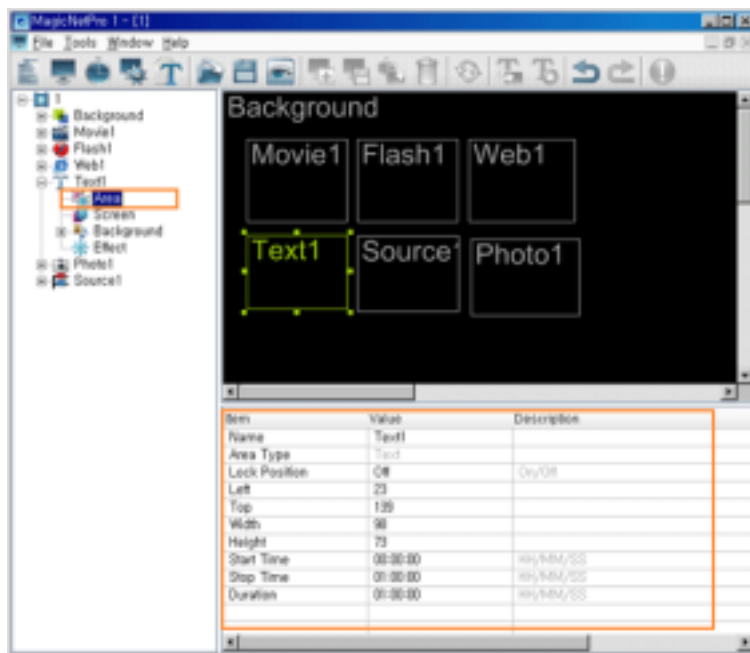 MagicNetPro 1 - [1]
File Tools Window Help
1
Background
Movie1
Flash1
Web1
Text1
Area
Screen
Background
Effect
Photo1
Source1
Background
Movie1 Flash1 Web1
Text1 Source1 Photo1
Item Value Description
Name Text1
Area Type Text
Lock Position Off On/Off
Left 23
Top 139
Width 98
Height 73
Start Time 00:00:00 HH/MM/SS
Stop Time 01:00:00 HH/MM/SS
Duration 01:00:00 HH/MM/SS